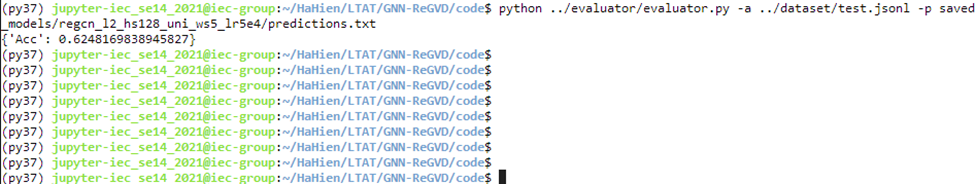 (py37) jupyter-iec_se14_2021@iec-group:~/HaHien/LTAT/GNN-ReGVD/code$ python ../evaluator/evaluator.py -a ../dataset/test.jsonl -p saved
_models/regcn_l2_hs128_uni_ws5_lr5e4/predictions.txt
{'Acc': 0.6248169838945827}
(py37) jupyter-iec_se14_2021@iec-group:~/HaHien/LTAT/GNN-ReGVD/code$
(py37) jupyter-iec_se14_2021@iec-group:~/HaHien/LTAT/GNN-ReGVD/code$
(py37) jupyter-iec_se14_2021@iec-group:~/HaHien/LTAT/GNN-ReGVD/code$
(py37) jupyter-iec_se14_2021@iec-group:~/HaHien/LTAT/GNN-ReGVD/code$
(py37) jupyter-iec_se14_2021@iec-group:~/HaHien/LTAT/GNN-ReGVD/code$
(py37) jupyter-iec_se14_2021@iec-group:~/HaHien/LTAT/GNN-ReGVD/code$
(py37) jupyter-iec_se14_2021@iec-group:~/HaHien/LTAT/GNN-ReGVD/code$
(py37) jupyter-iec_se14_2021@iec-group:~/HaHien/LTAT/GNN-ReGVD/code$
(py37) jupyter-iec_se14_2021@iec-group:~/HaHien/LTAT/GNN-ReGVD/code$